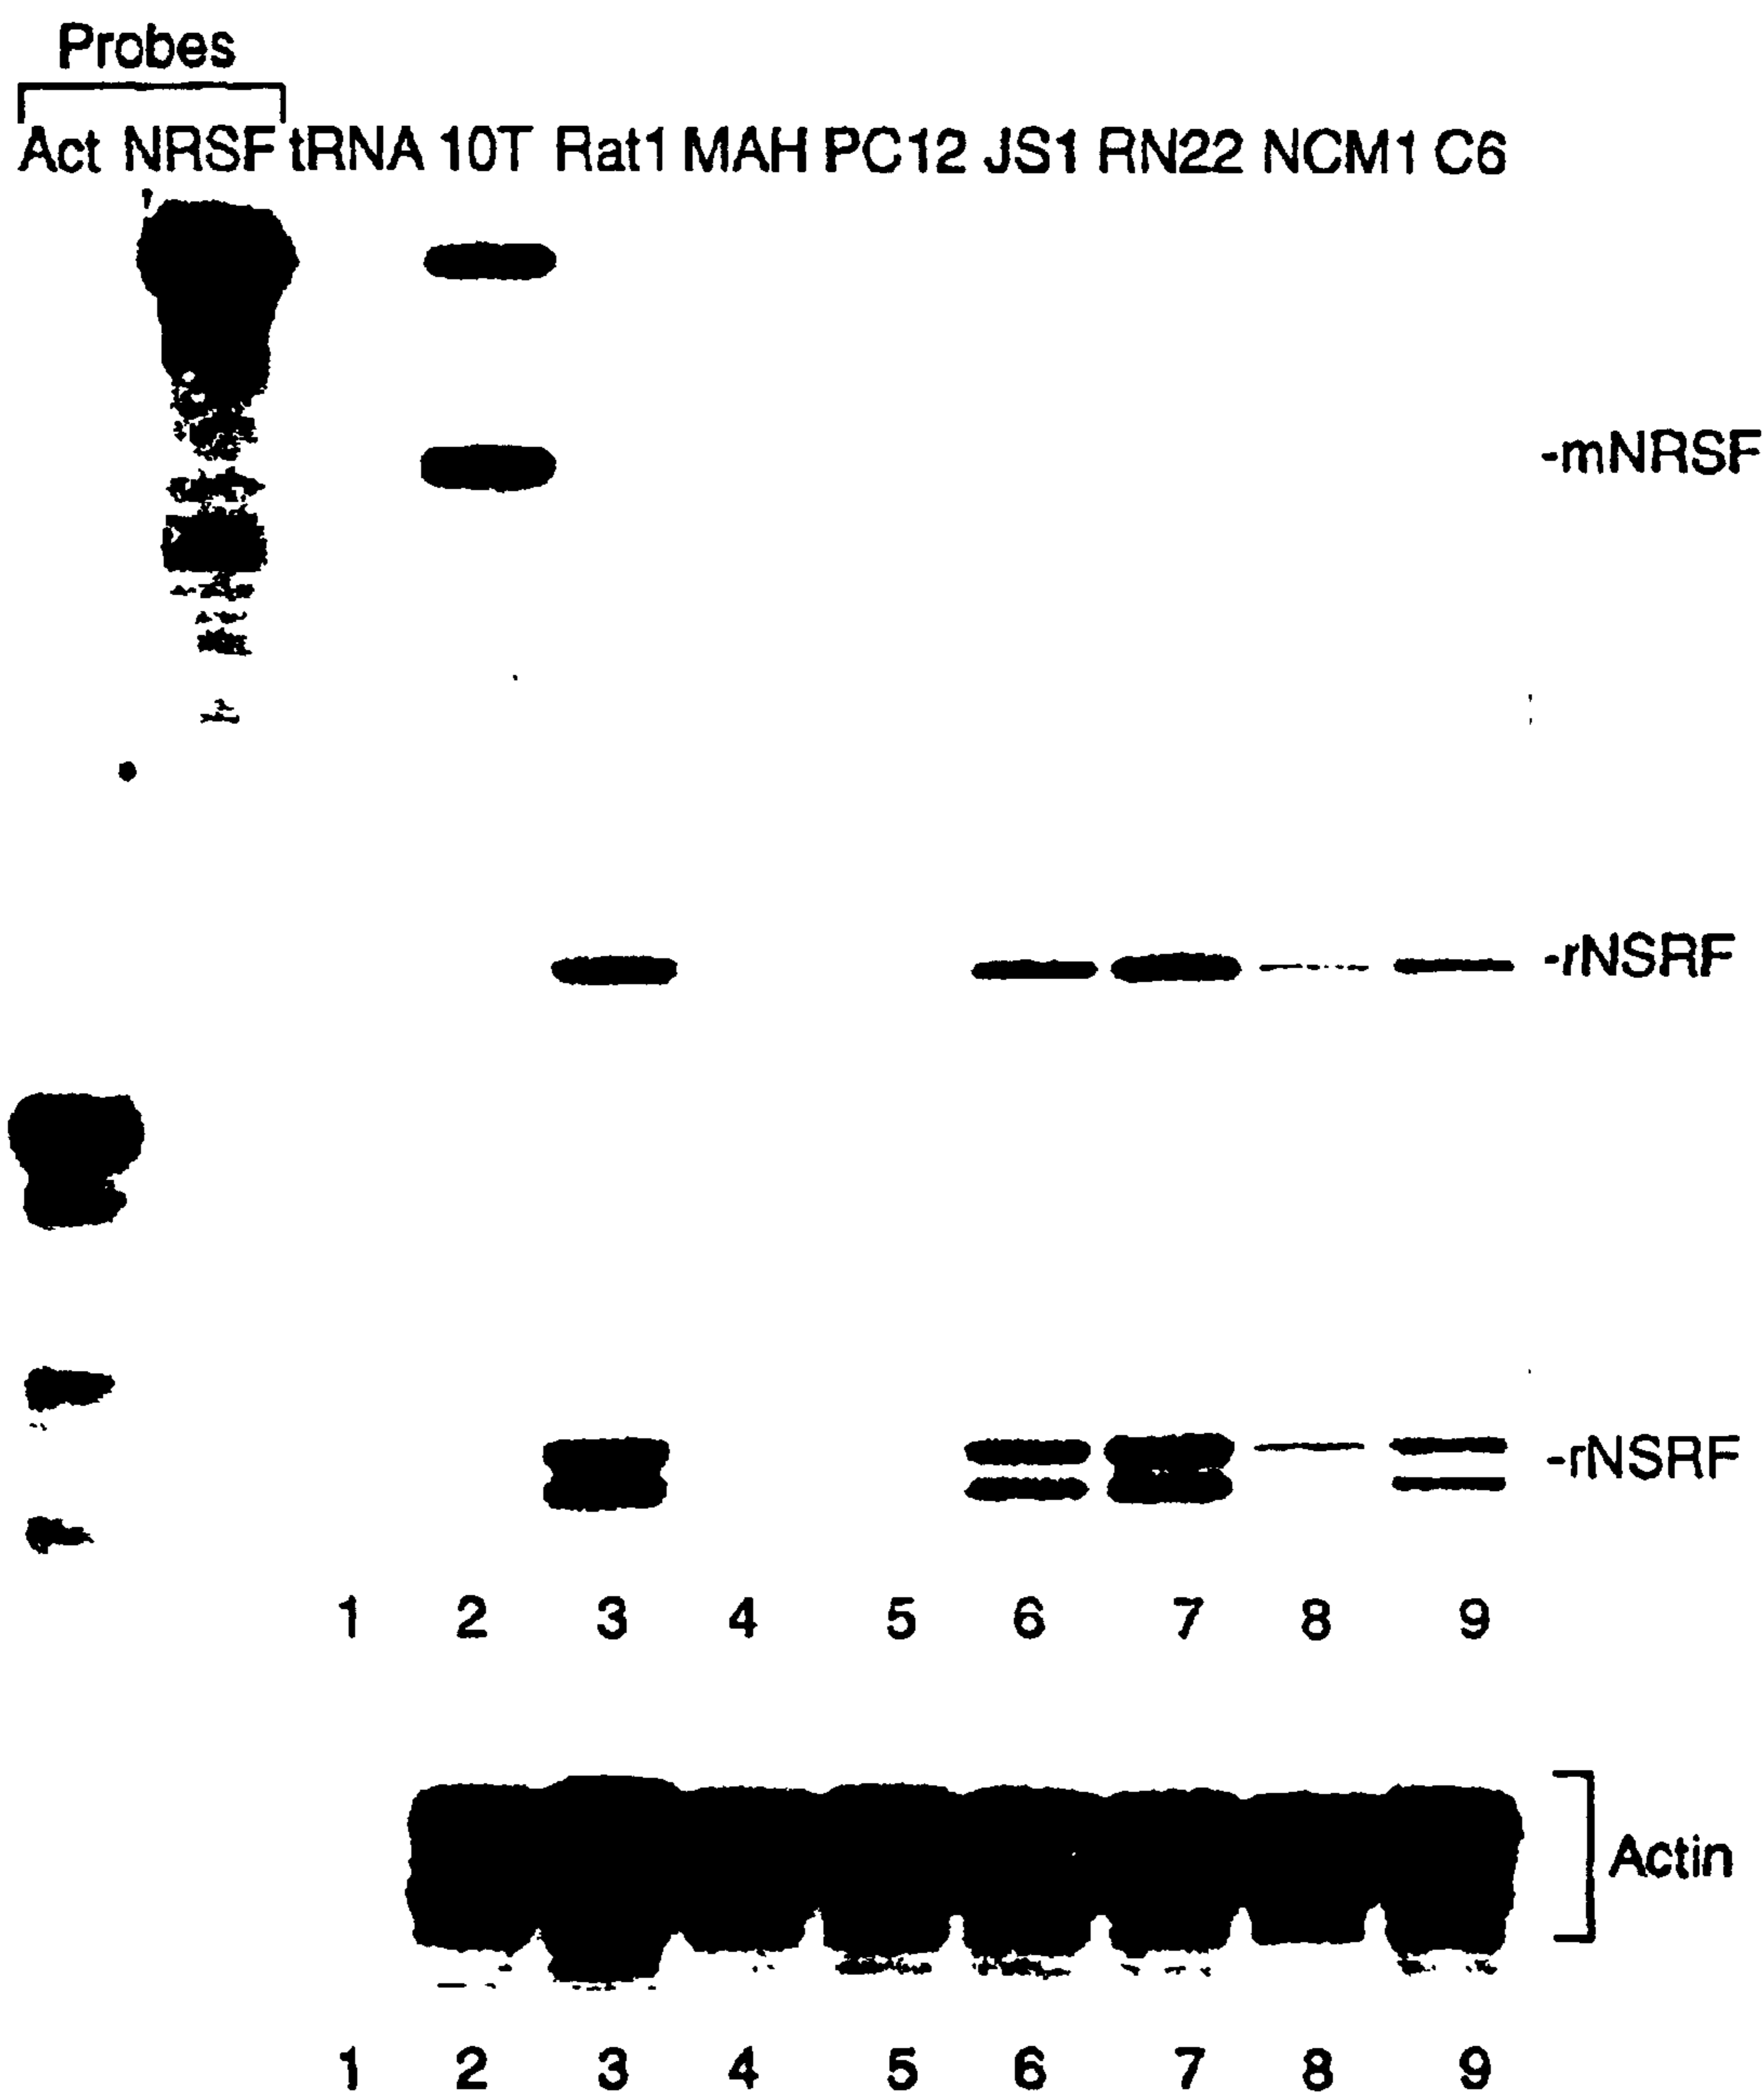 Probes
Act NRSF tRNA 10T Rat1 MAH PC12 JS1 RN22 NCM1 C6
-mNRSF
-rNSRF
-rNSRF
1 2 3 4 5 6 7 8 9
Actin
1 2 3 4 5 6 7 8 9